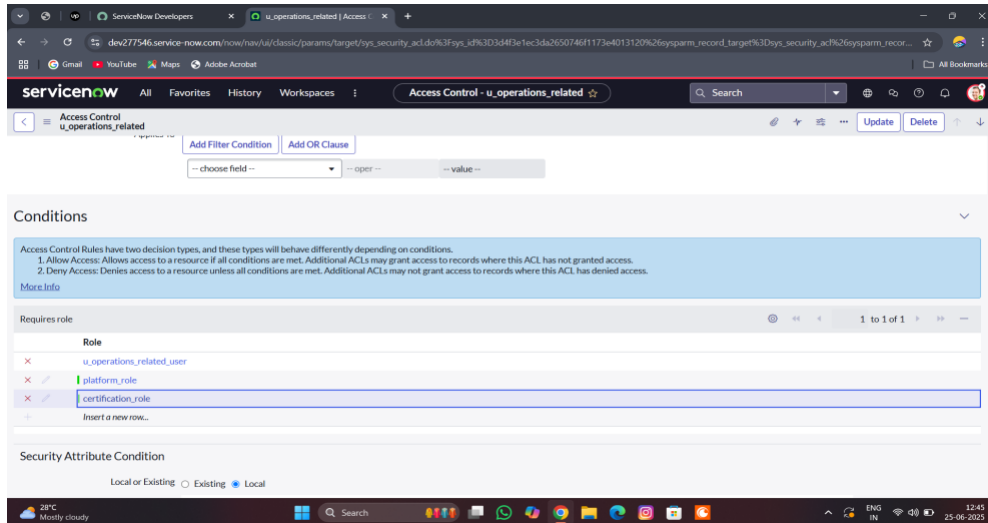 ServiceNow Developers
u_operations_related | Access C
dev277546.service-now.com/now/nav/ui/classic/params/target/sys_security_acl.do%3Fsys_id%3D3d4f3e1ec3da2650746f1173e4013120%26sysparm_record_target%3Dsys_security_acl%26sysparm_recor...
Gmail YouTube Maps Adobe Acrobat All Bookmarks
servicenow All Favorites History Workspaces Access Control - u_operations_related Search
Access Control
u_operations_related
Update Delete
Add Filter Condition Add OR Clause
-- choose field -- -- oper -- -- value --
Conditions
Access Control Rules have two decision types, and these types will behave differently depending on conditions.
1. Allow Access: Allows access to a resource if all conditions are met. Additional ACLs may grant access to records where this ACL has not granted access.
2. Deny Access: Denies access to a resource unless all conditions are met. Additional ACLs may not grant access to records where this ACL has denied access.
More Info
Requires role 1 to 1 of 1
Role
u_operations_related_user
platform_role
certification_role
Insert a new row...
Security Attribute Condition
Local or Existing Existing Local
28°C
Mostly cloudy
Search
ENG
IN
12:45
25-06-2025